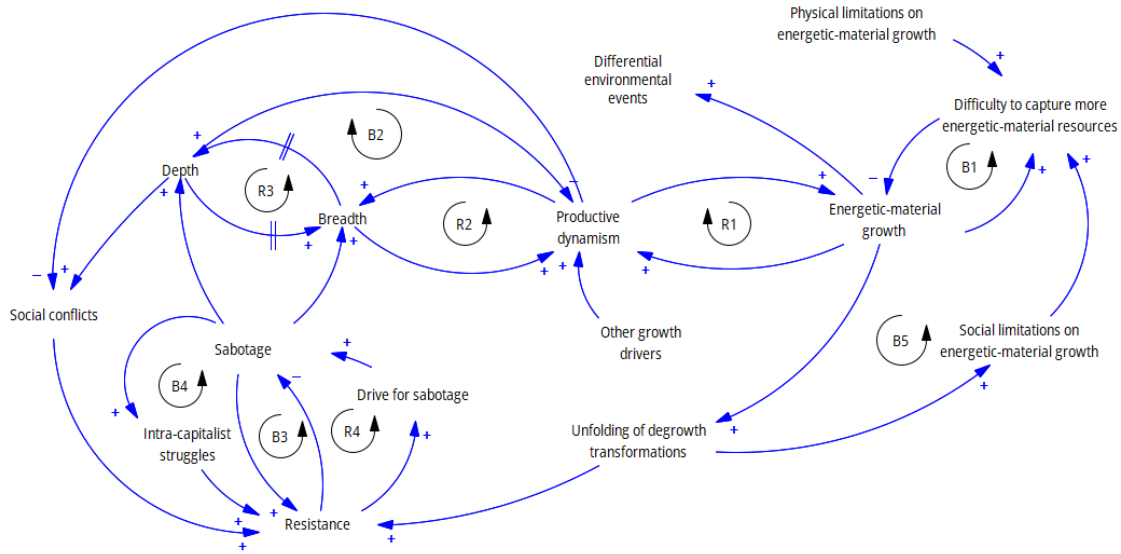 Physical limitations on
energetic-material growth
Differential
environmental
events
+
+
Difficulty to capture more
energetic-material resources
B2
+
B1
+
+
Depth
+
R3
–
+
–
+
Breadth
R2
Productive
dynamism
R1
Energetic-material
growth
+
+
+
+
+
–
+
Social conflicts
Other growth
drivers
Social limitations on
energetic-material growth
B5
Sabotage
+
–
+
B4
Drive for sabotage
+
Intra-capitalist
struggles
B3
R4
+
Unfolding of degrowth
transformations
+
+
+
Resistance
+
+